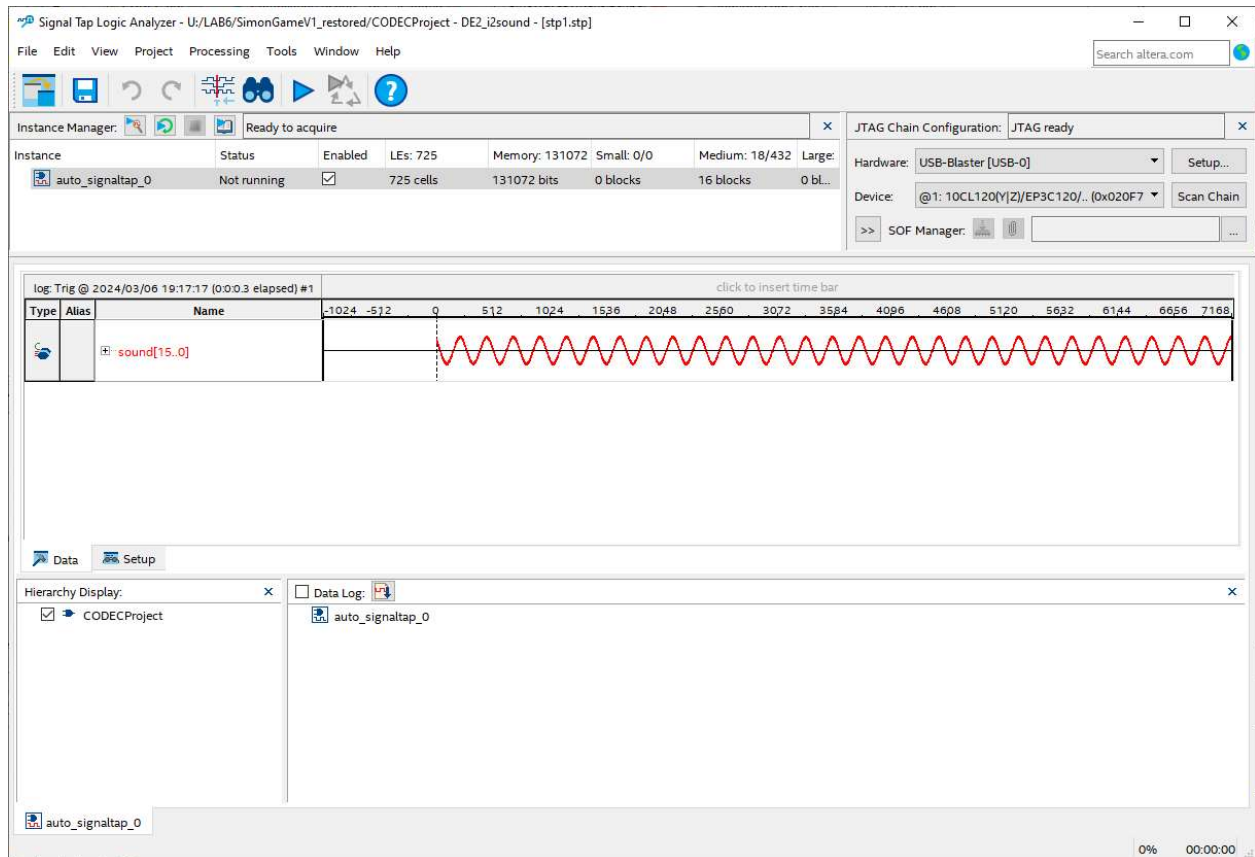 Signal Tap Logic Analyzer - U:/LAB6/SimonGameV1_restored/CODECProject - DE2_i2sound - [stp1.stp]
File Edit View Project Processing Tools Window Help
Search altera.com
Instance Manager: Ready to acquire
JTAG Chain Configuration: JTAG ready
Instance Status Enabled LEs: 725 Memory: 131072 Small: 0/0 Medium: 18/432 Large:
auto_signaltap_0 Not running 725 cells 131072 bits 0 blocks 16 blocks 0 bl...
Hardware: USB-Blaster [USB-0] Setup...
Device: @1: 10CL120(Y|Z)/EP3C120/.. (0x020F7 Scan Chain
>> SOF Manager: ...
log: Trig @ 2024/03/06 19:17:17 (0:0:0.3 elapsed) #1 click to insert time bar
Type Alias Name -1024 -512 0 512 1024 1536 2048 2560 3072 3584 4096 4608 5120 5632 6144 6656 7168
sound[15..0]
Data Setup
Hierarchy Display:
CODECProject
Data Log:
auto_signaltap_0
auto_signaltap_0
0% 00:00:00